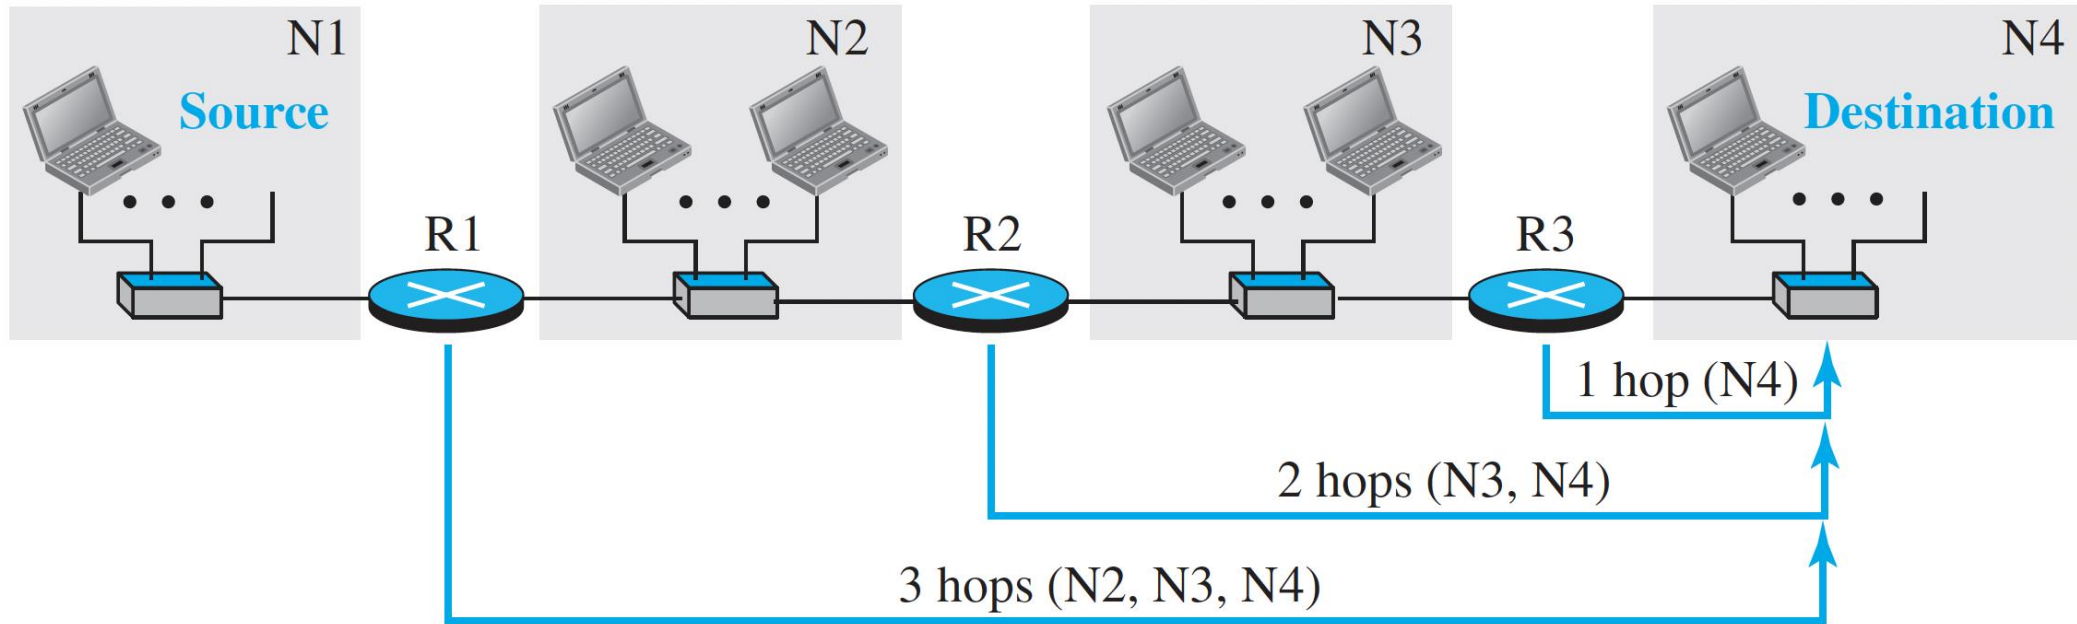 N1
N2
N3
N4
Source
Destination
R1
R2
R3
1 hop (N4)
2 hops (N3, N4)
3 hops (N2, N3, N4)